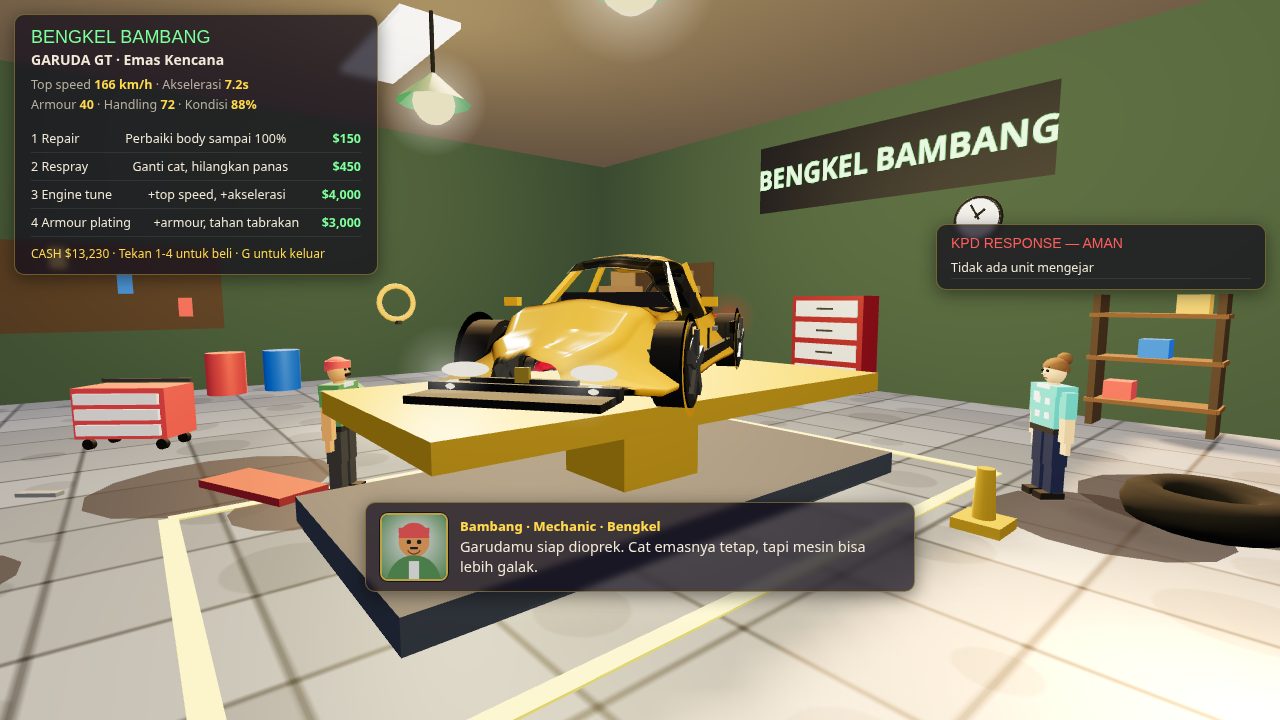 BENGKEL BAMBANG
GARUDA GT · Emas Kencana
Top speed 166 km/h · Akselerasi 7.2s
Armour 40 · Handling 72 · Kondisi 88%
1 Repair Perbaiki body sampai 100% $150
2 Respray Ganti cat, hilangkan panas $450
3 Engine tune +top speed, +akselerasi $4,000
4 Armour plating +armour, tahan tabrakan $3,000
CASH $13,230 · Tekan 1-4 untuk beli · G untuk keluar
BENGKEL BAMBANG
KPD RESPONSE — AMAN
Tidak ada unit mengejar
Bambang · Mechanic · Bengkel
Garudamu siap dioprek. Cat emasnya tetap, tapi mesin bisa
lebih galak.